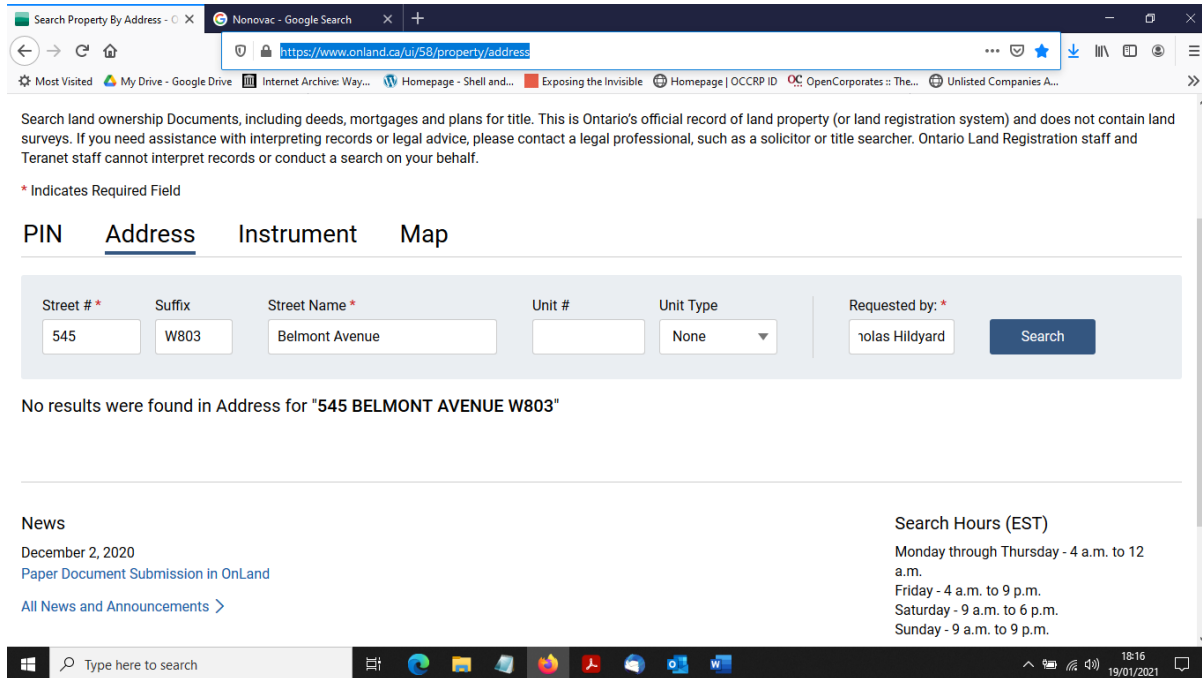 Search Property By Address - O
Nonovac - Google Search
https://www.onland.ca/ui/58/property/address
Most Visited My Drive - Google Drive Internet Archive: Way... Homepage - Shell and... Exposing the Invisible Homepage | OCCRP ID OpenCorporates :: The... Unlisted Companies A...
Search land ownership Documents, including deeds, mortgages and plans for title. This is Ontario's official record of land property (or land registration system) and does not contain land
surveys. If you need assistance with interpreting records or legal advice, please contact a legal professional, such as a solicitor or title searcher. Ontario Land Registration staff and
Teranet staff cannot interpret records or conduct a search on your behalf.
* Indicates Required Field
PIN Address Instrument Map
Street # * Suffix Street Name * Unit # Unit Type Requested by: *
545 W803 Belmont Avenue None nolas Hildyard Search
No results were found in Address for "545 BELMONT AVENUE W803"
News
December 2, 2020
Paper Document Submission in OnLand
All News and Announcements >
Search Hours (EST)
Monday through Thursday - 4 a.m. to 12
a.m.
Friday - 4 a.m. to 9 p.m.
Saturday - 9 a.m. to 6 p.m.
Sunday - 9 a.m. to 9 p.m.
Type here to search
18:16
19/01/2021